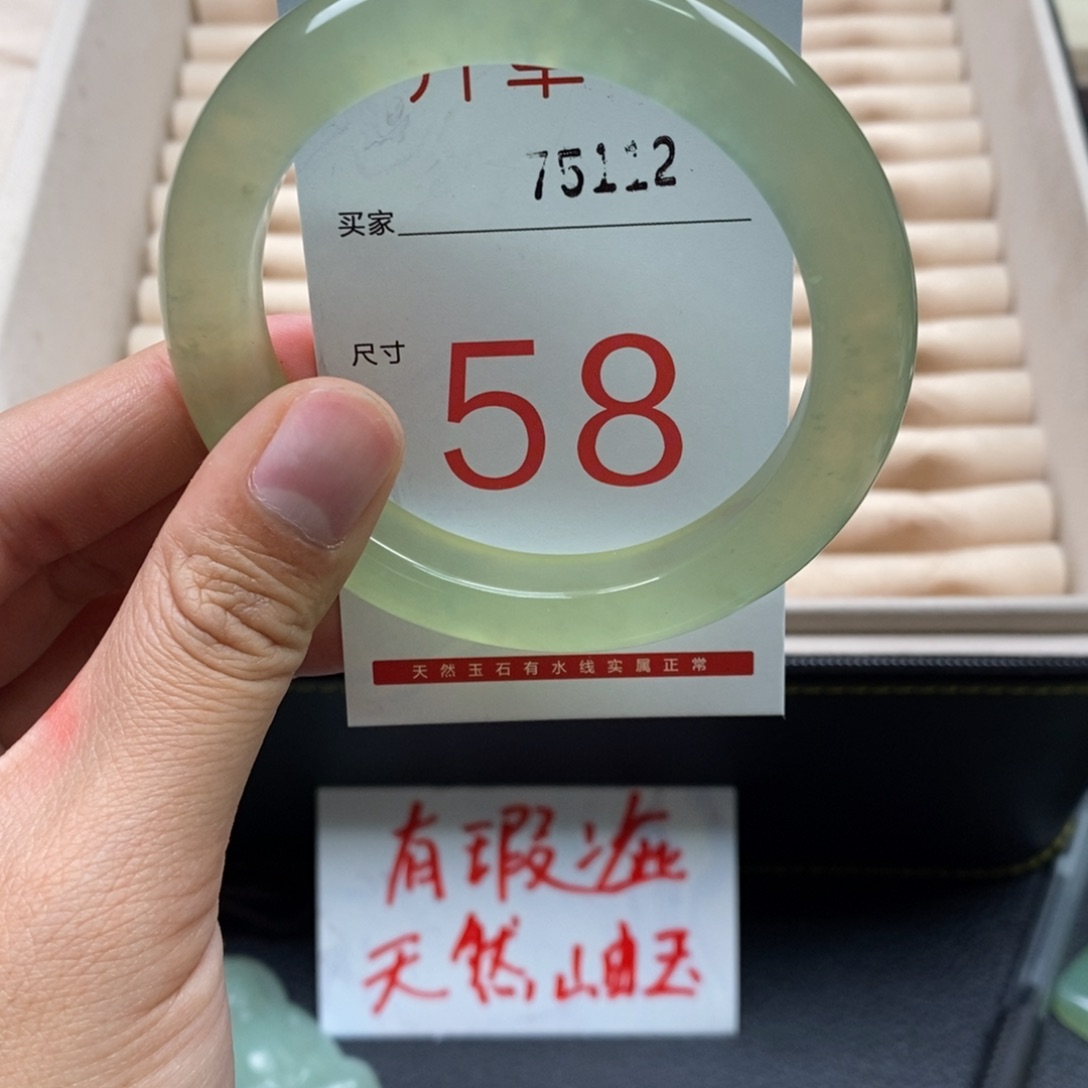 75112
买家
尺寸
58
天然玉石有水线实属正常
有瑕疵
天然岫玉